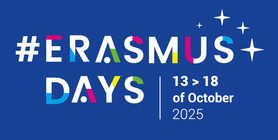 #ERASMUS
DAYS
13 > 18
of October
2025